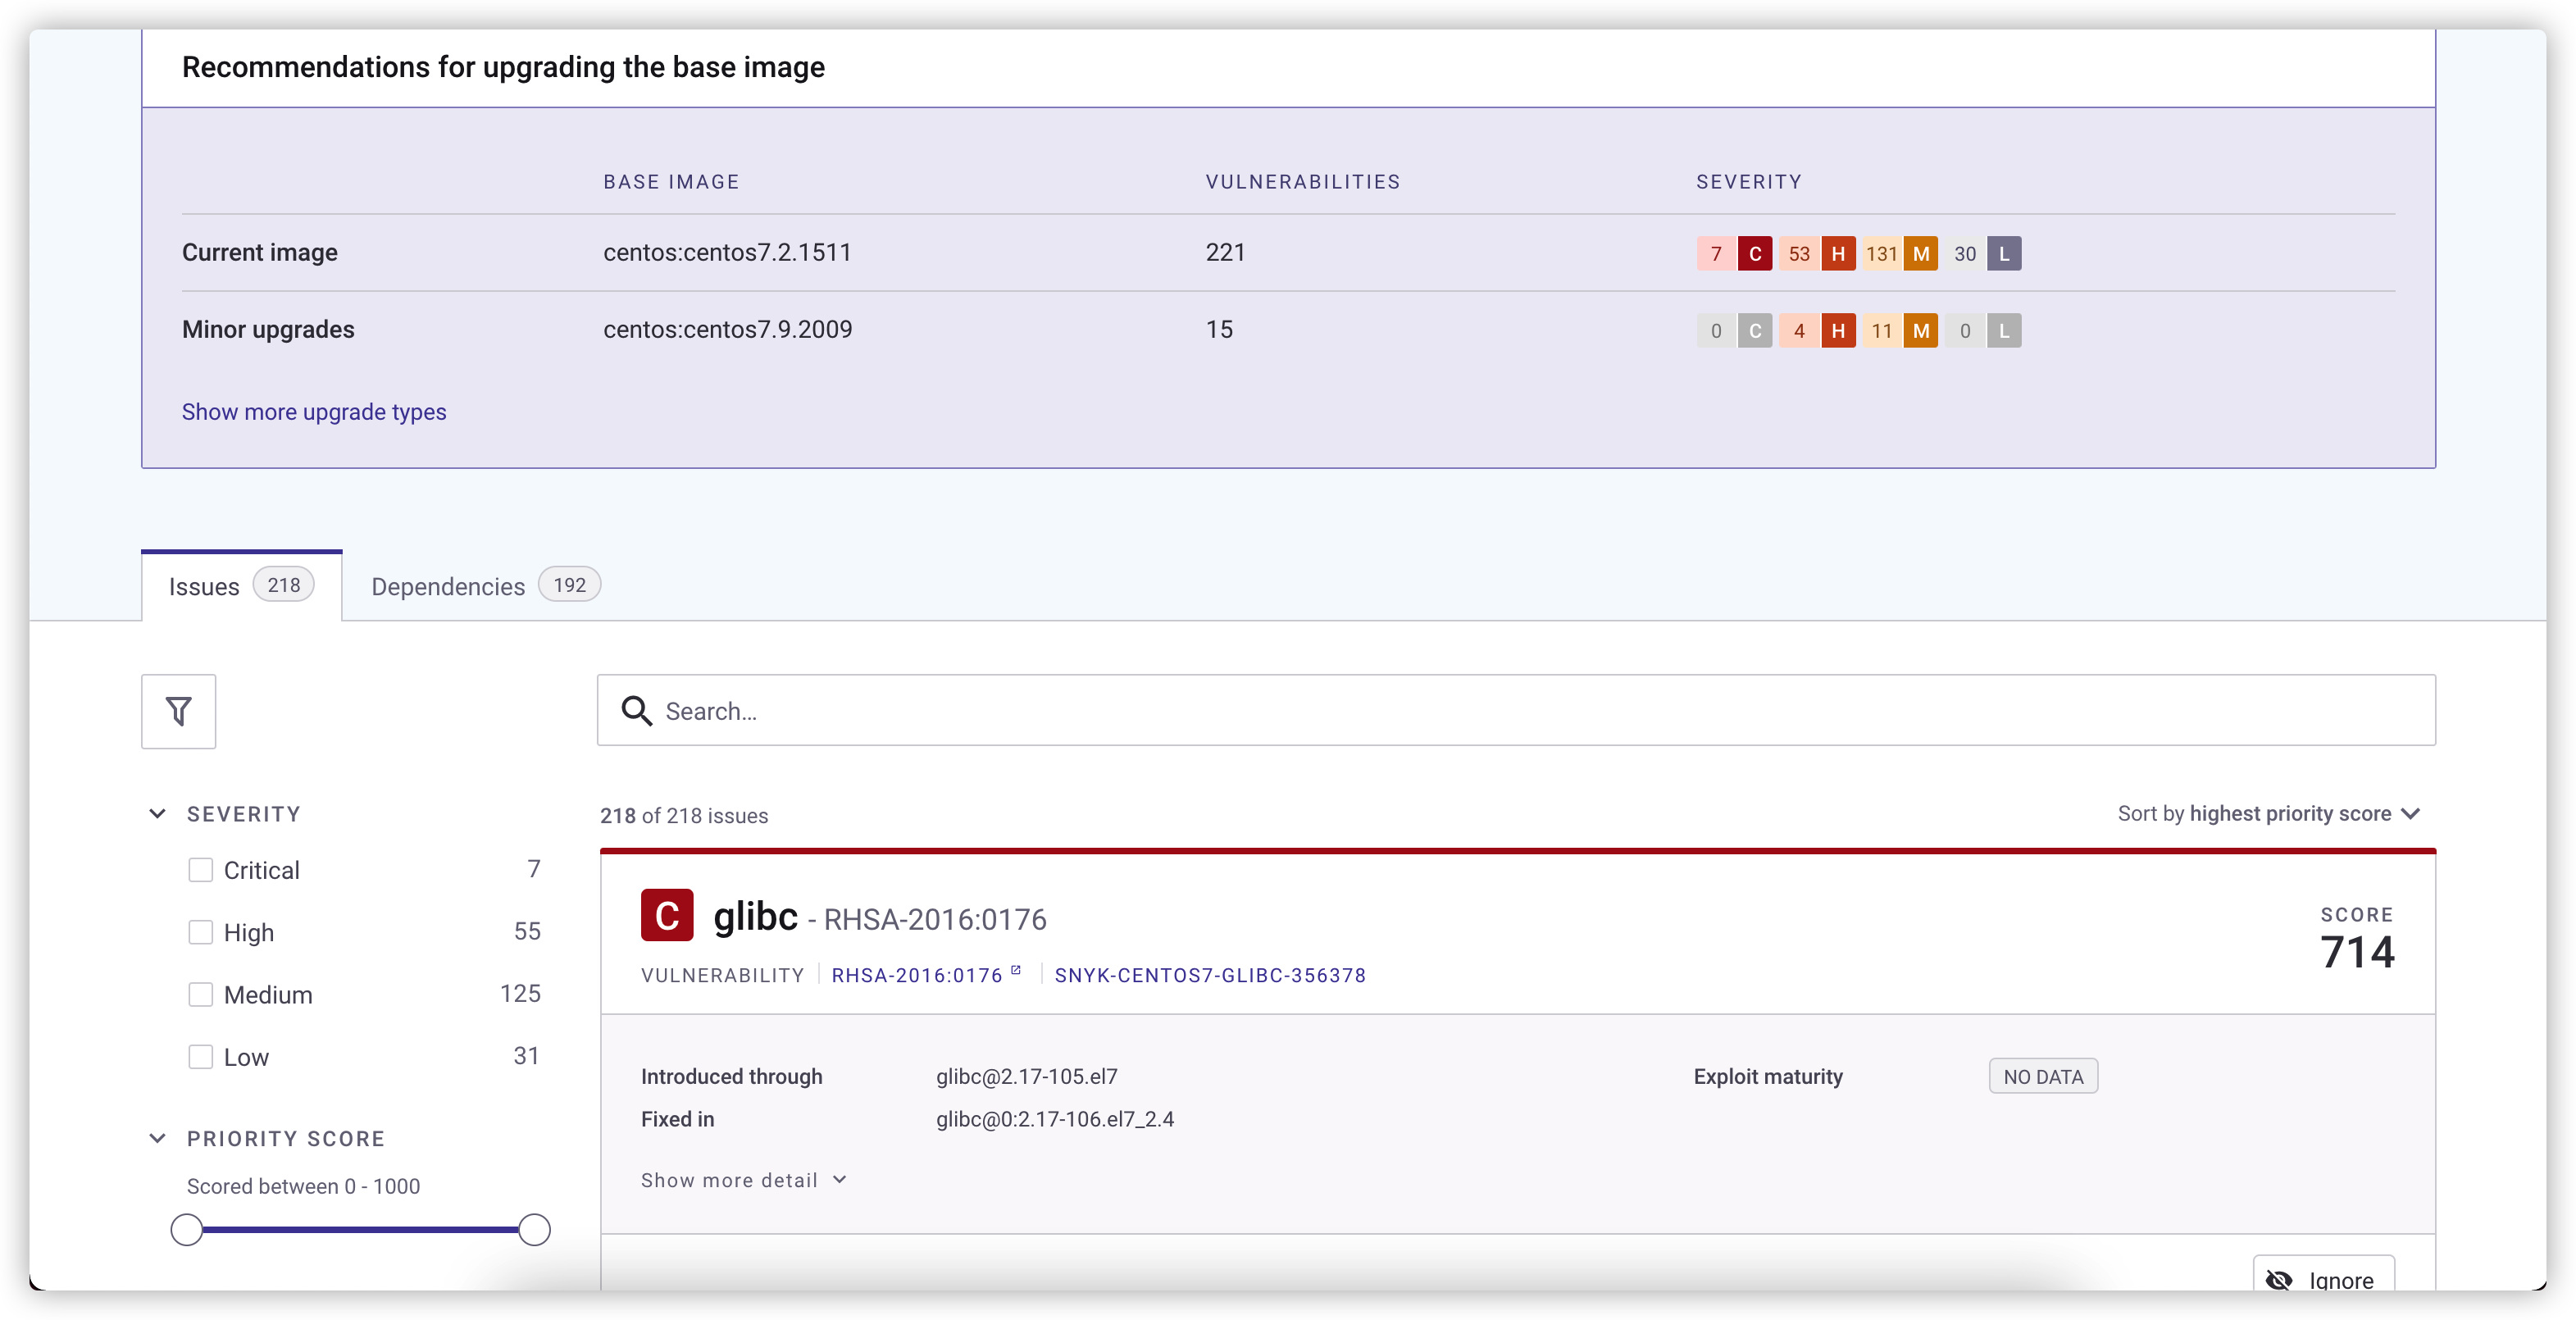 Recommendations for upgrading the base image
BASE IMAGE VULNERABILITIES SEVERITY
Current image centos:centos7.2.1511 221 7 C 53 H 131 M 30 L
Minor upgrades centos:centos7.9.2009 15 0 C 4 H 11 M 0 L
Show more upgrade types
Issues 218 Dependencies 192
Search...
SEVERITY
Critical 7
High 55
Medium 125
Low 31
PRIORITY SCORE
Scored between 0 - 1000
218 of 218 issues Sort by highest priority score
C glibc - RHSA-2016:0176
SCORE
714
VULNERABILITY RHSA-2016:0176 SNYK-CENTOS7-GLIBC-356378
Introduced through glibc@2.17-105.el7 Exploit maturity NO DATA
Fixed in glibc@0:2.17-106.el7_2.4
Show more detail
Ignore